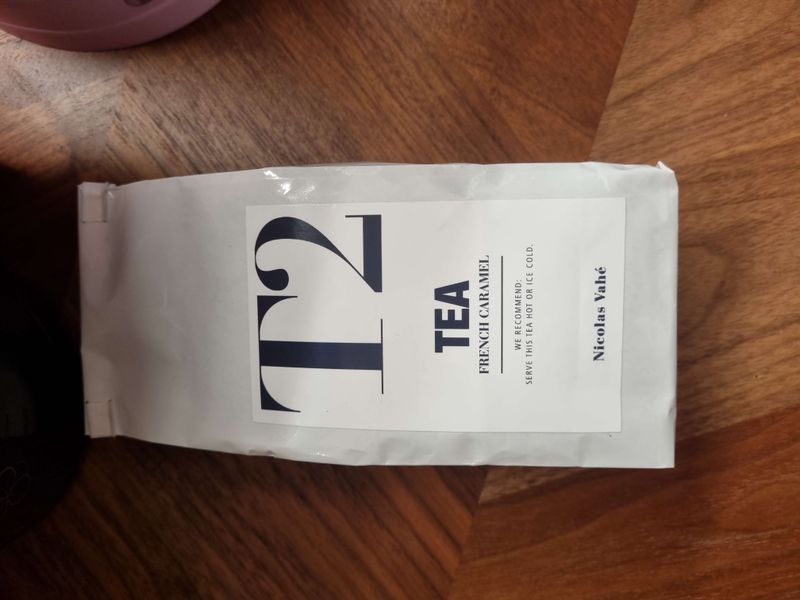 T2
TEA
FRENCH CARAMEL
WE RECOMMEND:
SERVE THIS TEA HOT OR ICE COLD.
Nicolas Vahé